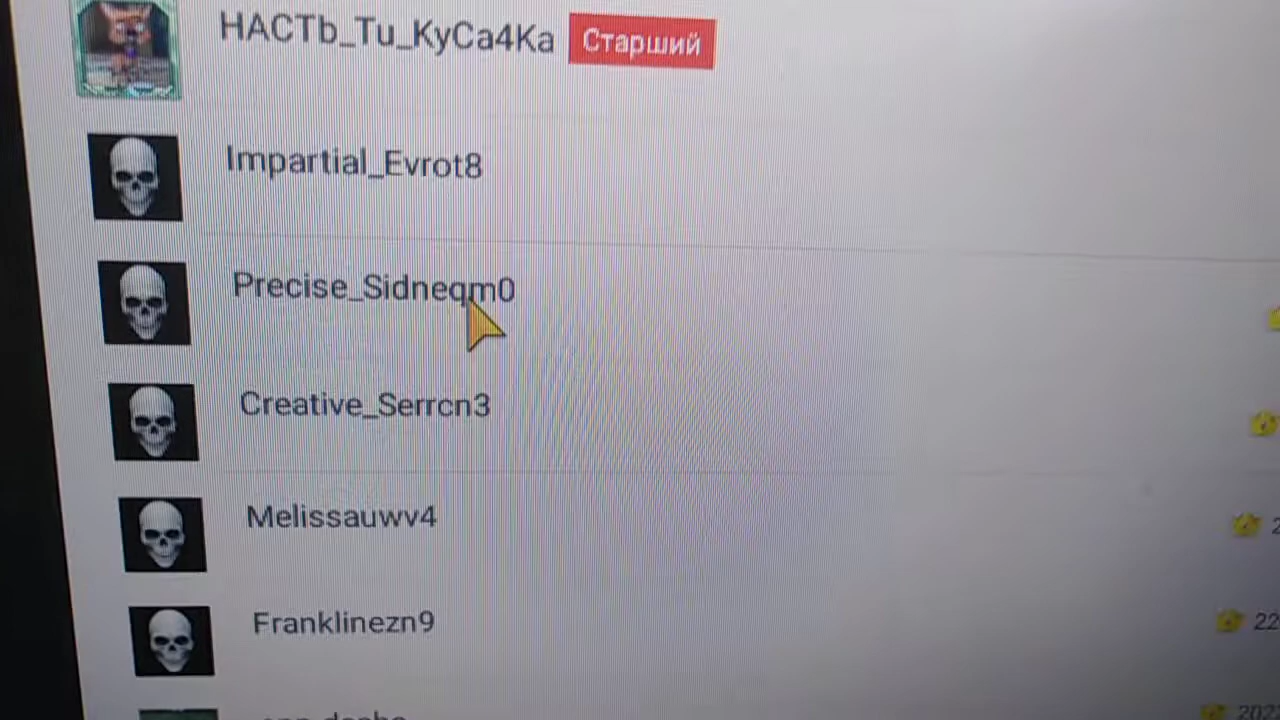 HACTb_Tu_KyCa4Ka Старший
Impartial_Evrot8
Precise_Sidneqm0
Creative_Serrcn3
Melissauwv4
Franklinezn9